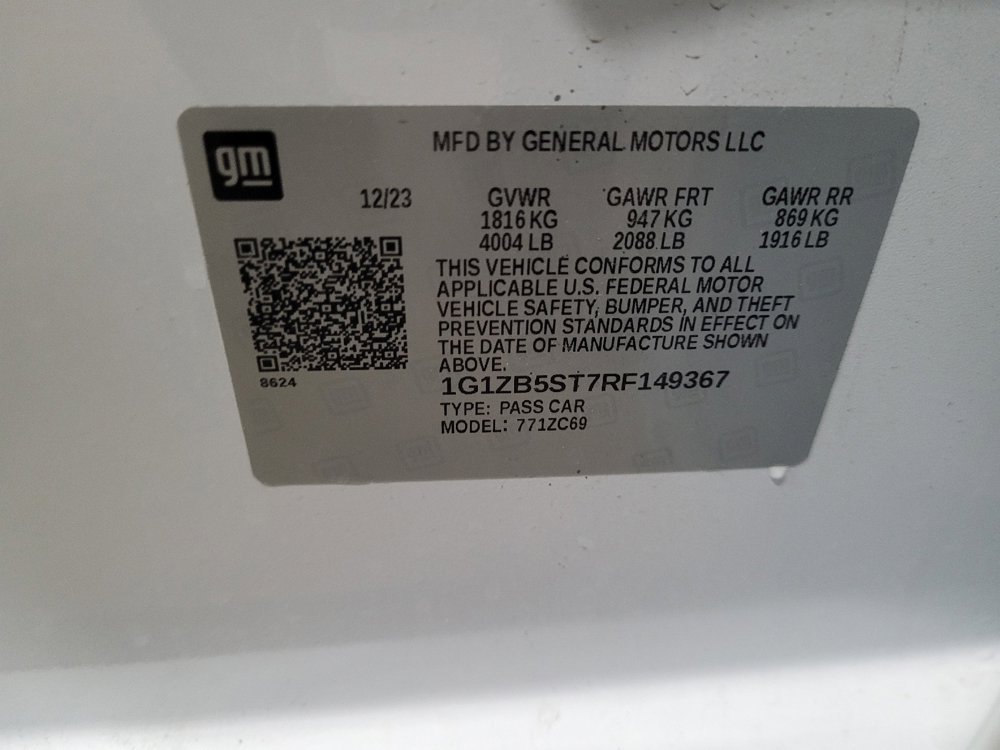 gm
MFD BY GENERAL MOTORS LLC
12/23 GVWR GAWR FRT GAWR RR
1816 KG 947 KG 869 KG
4004 LB 2088 LB 1916 LB
THIS VEHICLE CONFORMS TO ALL
APPLICABLE U.S. FEDERAL MOTOR
VEHICLE SAFETY, BUMPER, AND THEFT
PREVENTION STANDARDS IN EFFECT ON
THE DATE OF MANUFACTURE SHOWN
ABOVE.
8624
1G1ZB5ST7RF149367
TYPE: PASS CAR
MODEL: 771ZC69